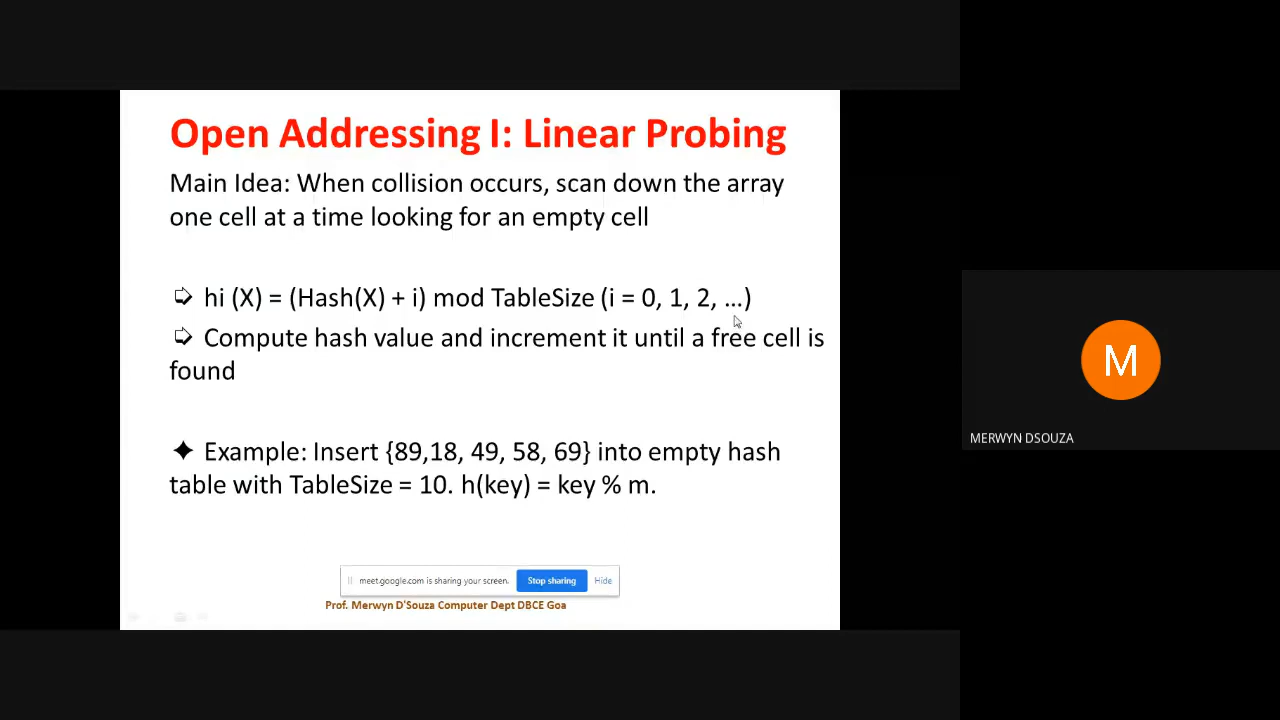 Open Addressing I: Linear Probing
Main Idea: When collision occurs, scan down the array
one cell at a time looking for an empty cell
➪ hi (X) = (Hash(X) + i) mod TableSize (i = 0, 1, 2, ...)
➪ Compute hash value and increment it until a free cell is
found
✦ Example: Insert {89,18, 49, 58, 69} into empty hash
table with TableSize = 10. h(key) = key % m.
meet.google.com is sharing your screen. Stop sharing Hide
Prof. Merwyn D'Souza Computer Dept DBCE Goa
M
MERWYN DSOUZA